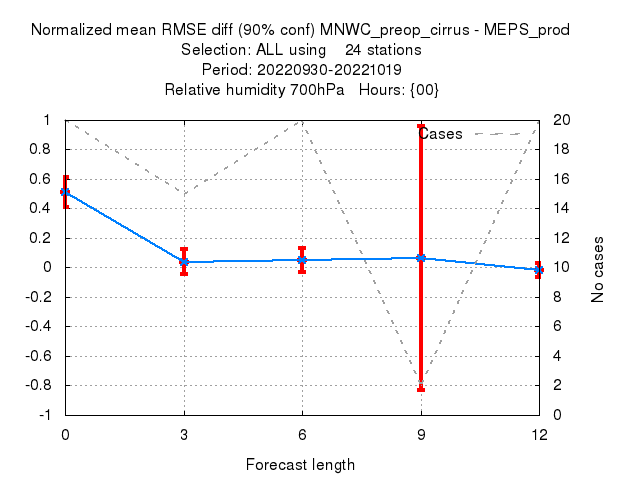 Normalized mean RMSE diff (90% conf) MNWC_preop_cirrus - MEPS_prod
Selection: ALL using 24 stations
Period: 20220930-20221019
Relative humidity 700hPa Hours: {00}
1
0.8
0.6
0.4
0.2
0
-0.2
-0.4
-0.6
-0.8
-1
Cases
20
18
16
14
12
10
8
6
4
2
0
No cases
0 3 6 9 12
Forecast length